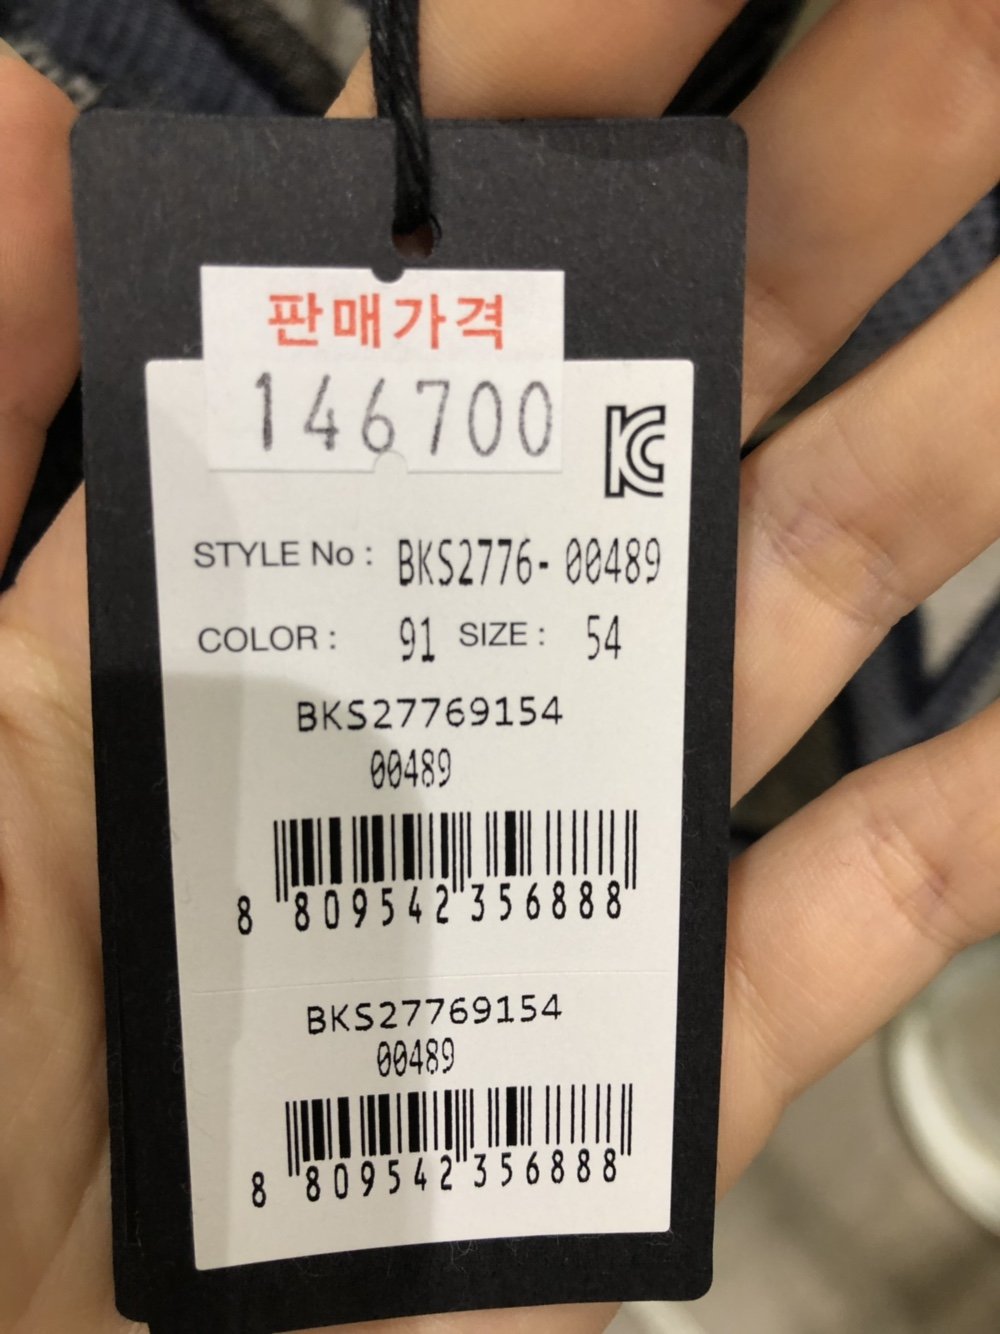 판매가격
146700
KC
STYLE No : BKS2776-00489
COLOR : 91 SIZE : 54
BKS27769154
00489
8 809542 356888
BKS27769154
00489
8 809542 356888